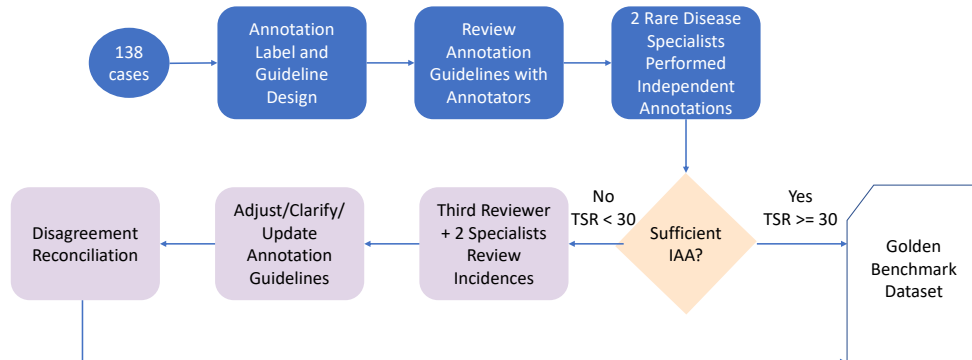 138
cases
Annotation
Label and
Guideline
Design
Review
Annotation
Guidelines with
Annotators
2 Rare Disease
Specialists
Performed
Independent
Annotations
Disagreement
Reconciliation
Adjust/Clarify/
Update
Annotation
Guidelines
Third Reviewer
+ 2 Specialists
Review
Incidences
No
TSR < 30
Sufficient
IAA?
Yes
TSR >= 30
Golden
Benchmark
Dataset